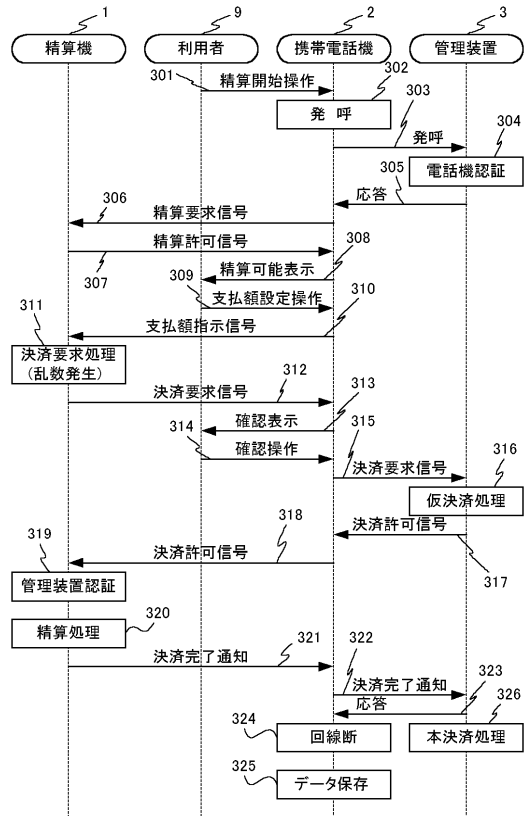 1 9 2 3
精算機 利用者 携帯電話機 管理装置
301 精算開始操作
302
発 呼
303
発呼
304
電話機認証
305
応答
306
精算要求信号
精算許可信号
307
308
精算可能表示
309
支払額設定操作
310
支払額指示信号
311
決済要求処理
(乱数発生)
312
決済要求信号
313
確認表示
314
確認操作
315
決済要求信号
316
仮決済処理
決済許可信号
317
318
決済許可信号
319
管理装置認証
精算処理
320
321
決済完了通知
322
決済完了通知
323
応答
324
回線断
326
本決済処理
325
データ保存